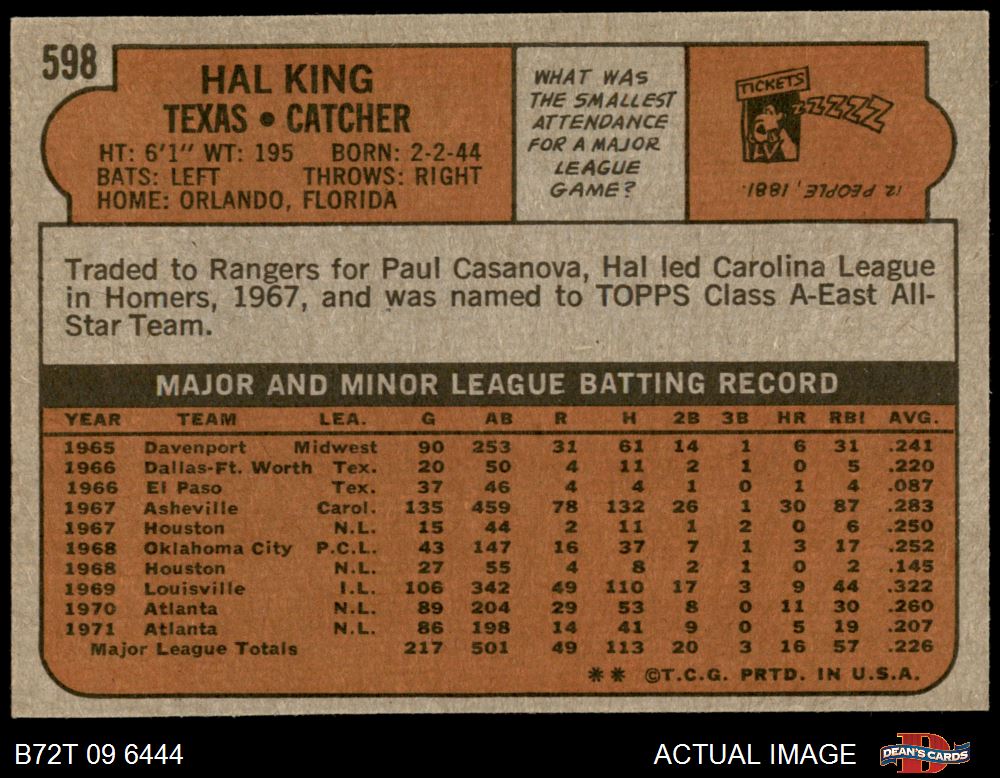 598
HAL KING
TEXAS • CATCHER
HT: 6'1" WT: 195 BORN: 2-2-44
BATS: LEFT THROWS: RIGHT
HOME: ORLANDO, FLORIDA
WHAT WAS
THE SMALLEST
ATTENDANCE
FOR A MAJOR
LEAGUE
GAME?
TICKETS
ZZZZZ
12 PEOPLE, 1881.
Traded to Rangers for Paul Casanova, Hal led Carolina League
in Homers, 1967, and was named to TOPPS Class A-East All-
Star Team.
MAJOR AND MINOR LEAGUE BATTING RECORD
YEAR TEAM LEA. G AB R H 2B 3B HR RBI AVG.
1965 Davenport Midwest 90 253 31 61 14 1 6 31 .241
1966 Dallas-Ft. Worth Tex. 20 50 4 11 2 1 0 5 .220
1966 El Paso Tex. 37 46 4 4 1 0 1 4 .087
1967 Asheville Carol. 135 459 78 132 26 1 30 87 .283
1967 Houston N.L. 15 44 2 11 1 2 0 6 .250
1968 Oklahoma City P.C.L. 43 147 16 37 7 1 3 17 .252
1968 Houston N.L. 27 55 4 8 2 1 0 2 .145
1969 Louisville I.L. 106 342 49 110 17 3 9 44 .322
1970 Atlanta N.L. 89 204 29 53 8 0 11 30 .260
1971 Atlanta N.L. 86 198 14 41 9 0 5 19 .207
Major League Totals 217 501 49 113 20 3 16 57 .226
** ©T.C.G. PRTD. IN U.S.A.
B72T 09 6444
ACTUAL IMAGE
DEAN'S CARDS